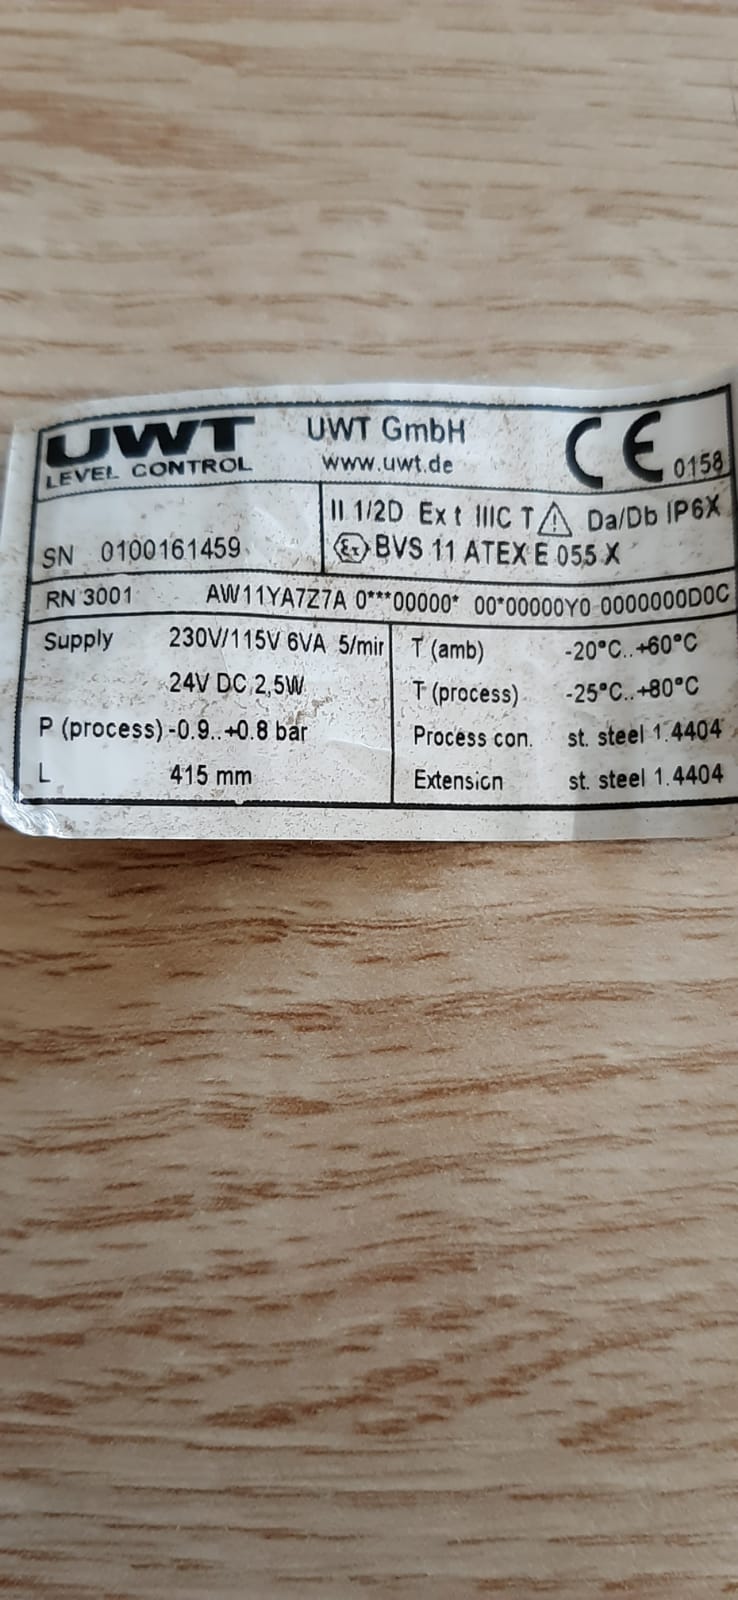 UWT
LEVEL CONTROL
UWT GmbH
www.uwt.de
CE 0158
SN 0100161459
II 1/2D Ex t IIIC T ⚠ Da/Db IP6X
Ex BVS 11 ATEX E 055 X
RN 3001 AW11YA7Z7A 0***00000* 00*00000Y0 0000000D0C
Supply 230V/115V 6VA 5/min
24V DC 2,5W
P (process) -0.9..+0.8 bar
L 415 mm
T (amb) -20°C..+60°C
T (process) -25°C..+80°C
Process con. st. steel 1.4404
Extension st. steel 1.4404